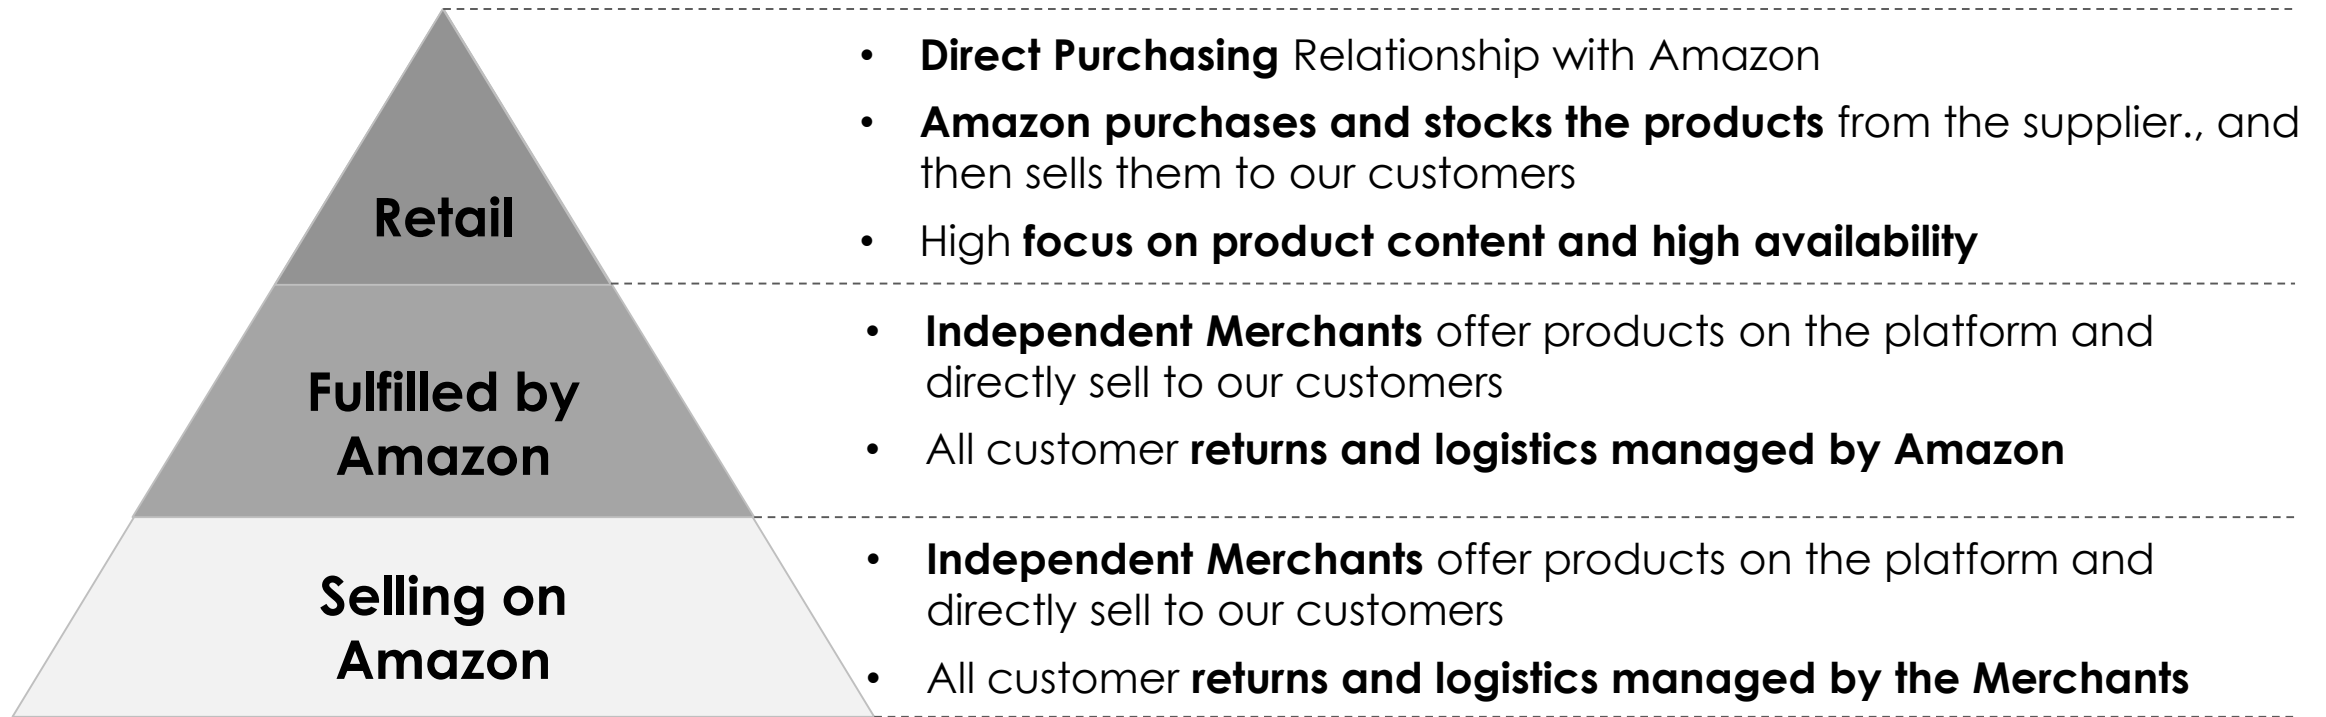 Retail
• Direct Purchasing Relationship with Amazon
• Amazon purchases and stocks the products from the supplier., and
then sells them to our customers
• High focus on product content and high availability
Fulfilled by
Amazon
• Independent Merchants offer products on the platform and
directly sell to our customers
• All customer returns and logistics managed by Amazon
Selling on
Amazon
• Independent Merchants offer products on the platform and
directly sell to our customers
• All customer returns and logistics managed by the Merchants